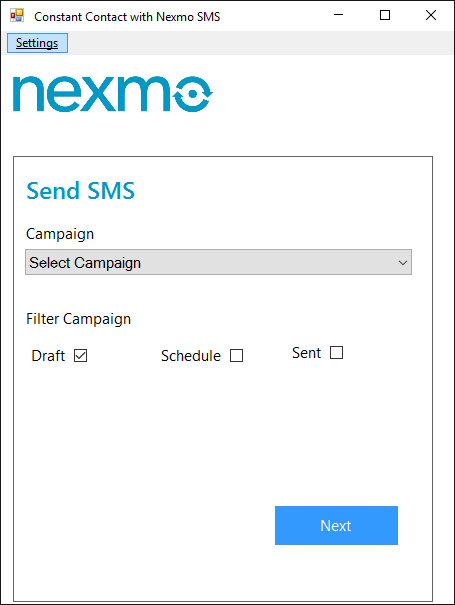 Constant Contact with Nexmo SMS
Settings
nexmo
Send SMS
Campaign
Select Campaign
Filter Campaign
Draft Schedule Sent
Next